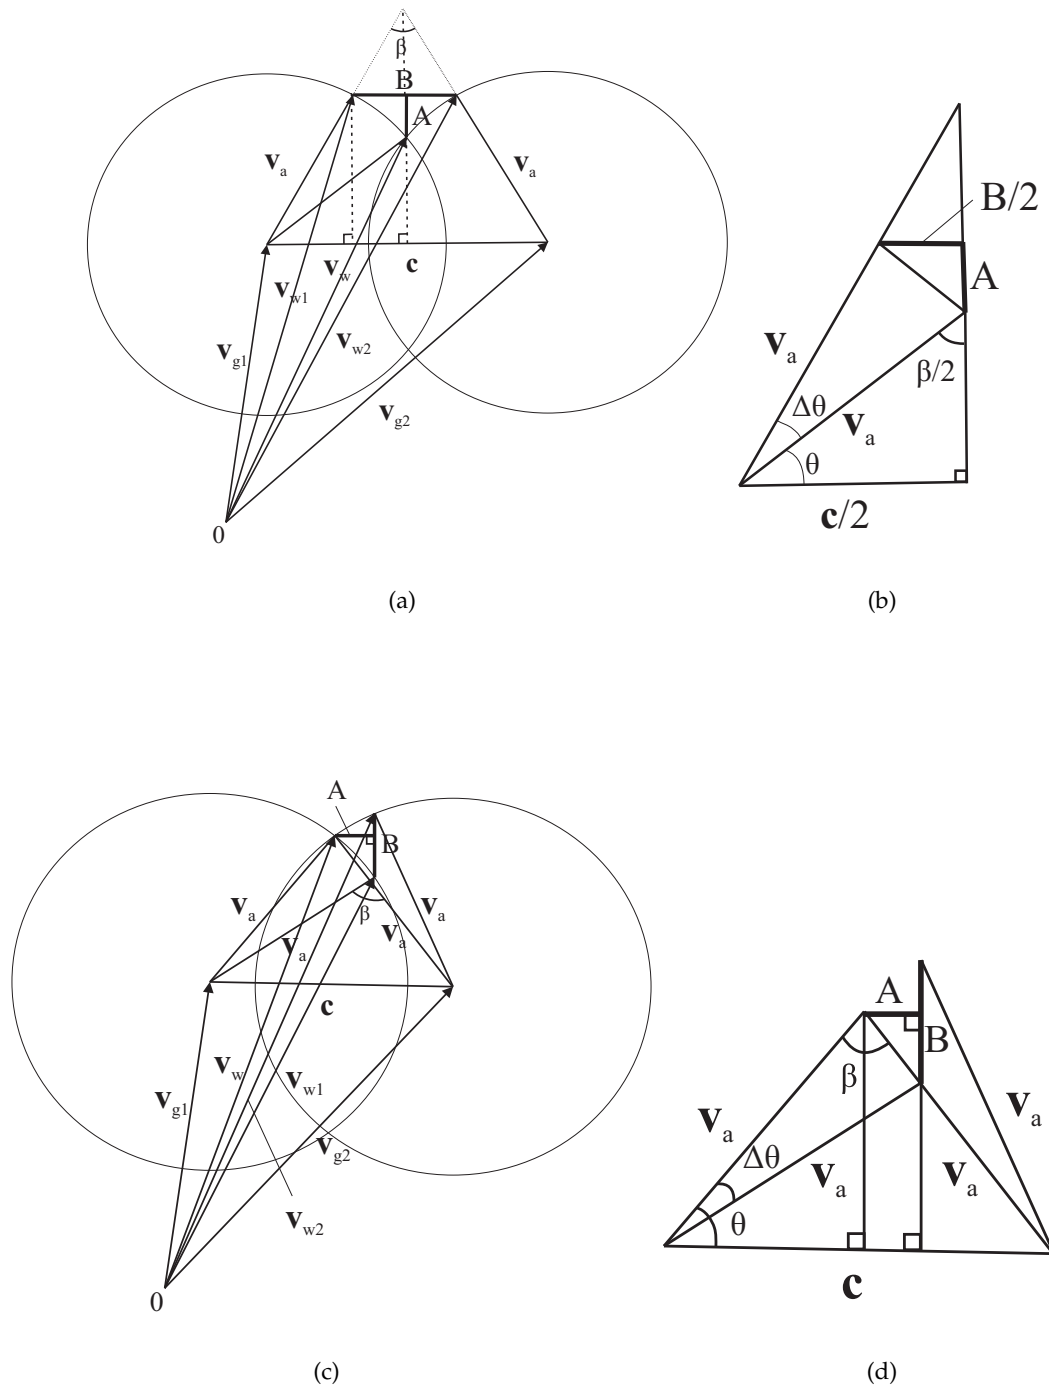 β
B
A
v_a
v_a
v_w
c
v_w1
v_w2
v_g1
v_g2
0
(a)
B/2
A
v_a
β/2
Δθ
v_a
θ
c/2
(b)
A
B
v_a
β
v_a
v_a
v_a
c
v_w
v_w1
v_g1
v_g2
v_w2
0
(c)
A
B
β
v_a
v_a
Δθ
v_a
v_a
θ
c
(d)